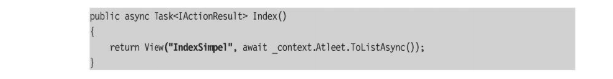 public async Task<IActionResult> Index()
{
    return View("IndexSimpel", await _context.Atleet.ToListAsync());
}